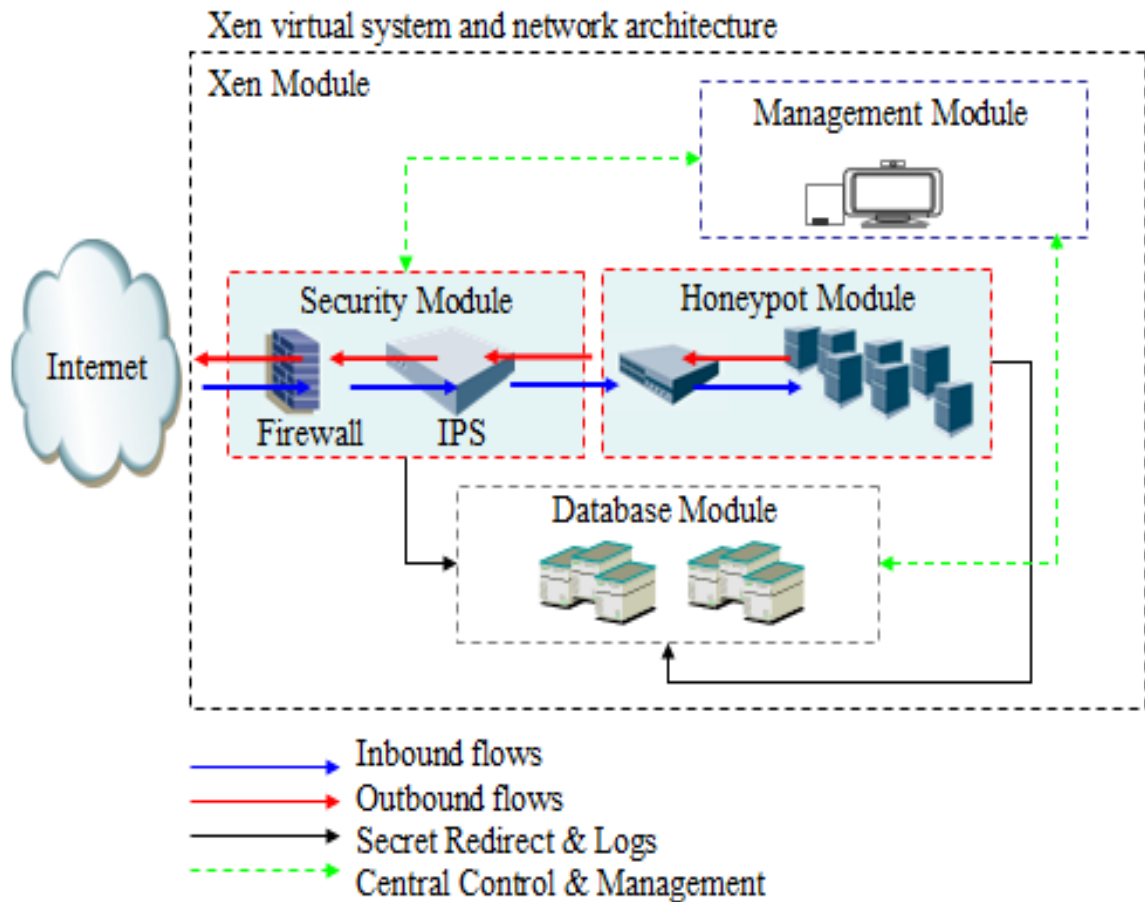 Xen virtual system and network architecture
Xen Module
Management Module
Security Module
Honeypot Module
Internet
Firewall
IPS
Database Module
Inbound flows
Outbound flows
Secret Redirect & Logs
Central Control & Management